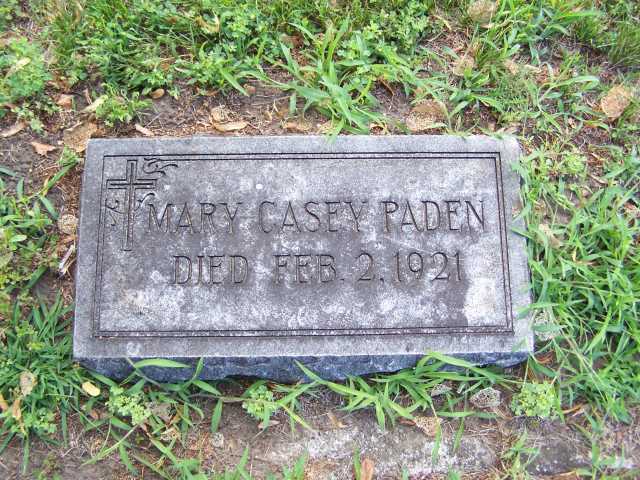 MARY CASEY PADEN
DIED FEB. 2, 1921